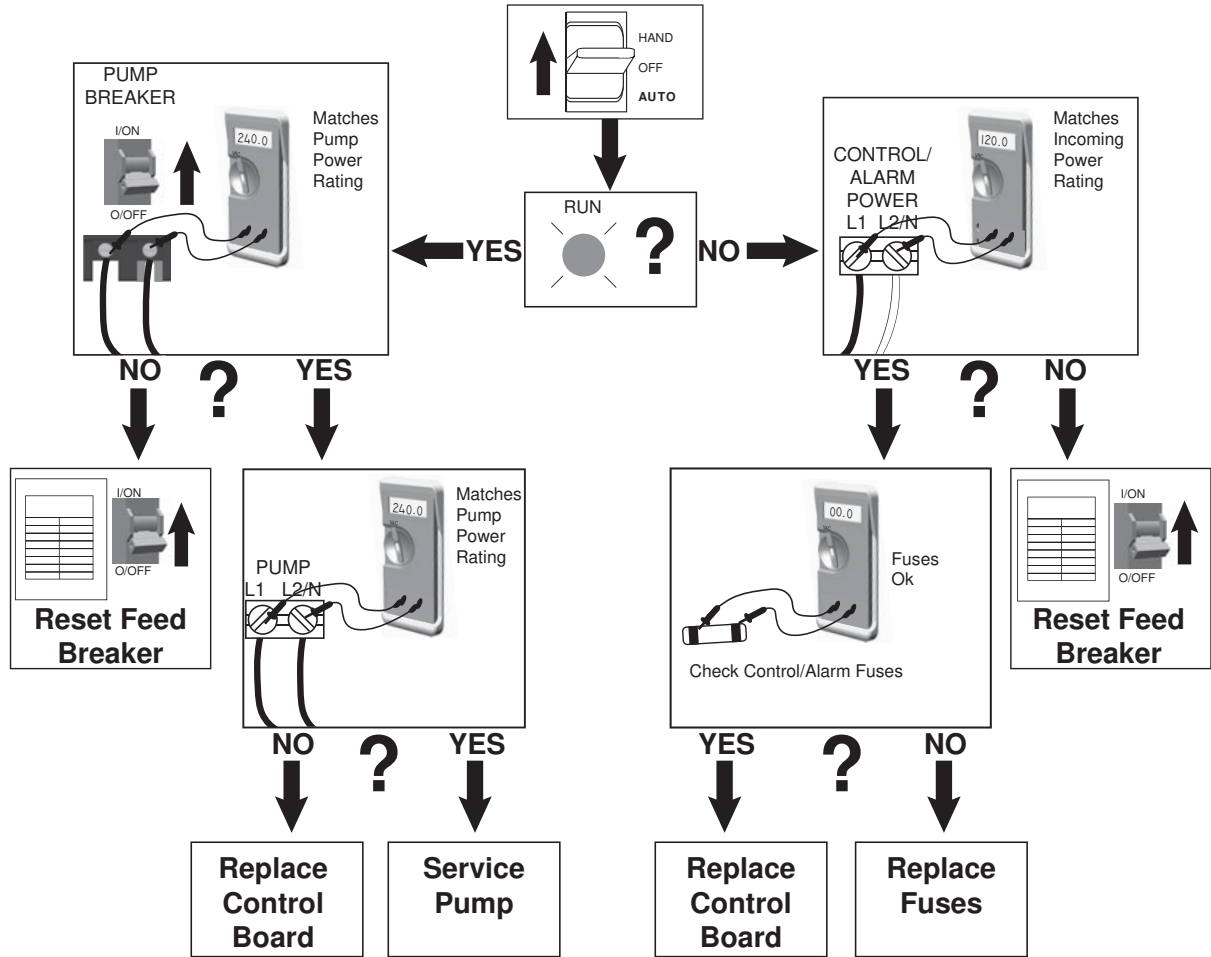 HAND
OFF
AUTO
PUMP
BREAKER
I/ON
O/OFF
240.0
VAC
Matches
Pump
Power
Rating
RUN
?
YES
NO
CONTROL/
ALARM
POWER
L1 L2/N
120.0
Matches
Incoming
Power
Rating
NO ? YES
YES ? NO
I/ON
O/OFF
Reset Feed
Breaker
PUMP
L1 L2/N
240.0
VAC
Matches
Pump
Power
Rating
00.0
VAC
Fuses
Ok
Check Control/Alarm Fuses
I/ON
O/OFF
Reset Feed
Breaker
NO ? YES
YES ? NO
Replace
Control
Board
Service
Pump
Replace
Control
Board
Replace
Fuses